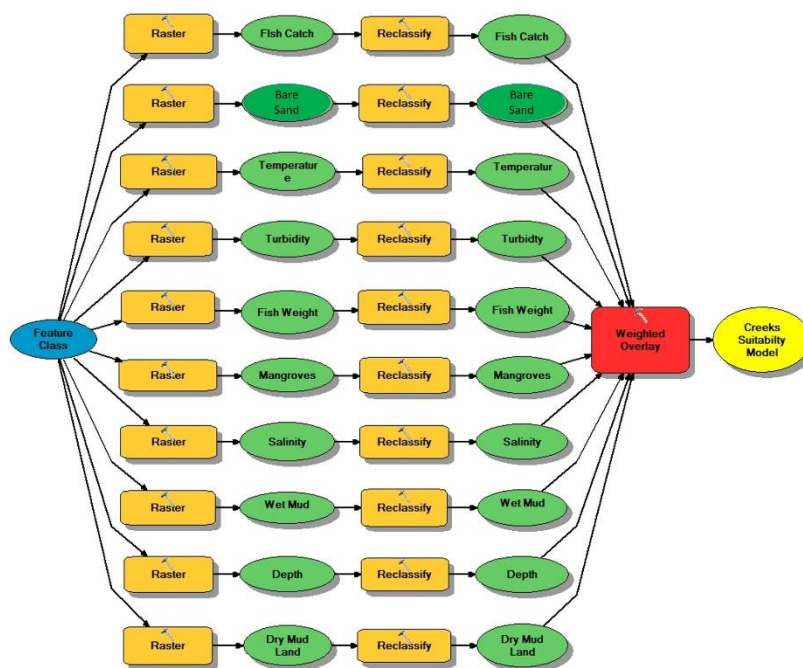 Raster
FIsh Catch
Reclassify
Fish Catch
Raster
Bare
Sand
Reclassify
Bare
Sand
Raster
Temperatur
e
Reclassify
Temperatur
Raster
Turbidity
Reclassify
Turbidty
Raster
Fish Weight
Reclassify
Fish Weight
Feature
Class
Weighted
Overlay
Creeks
Suitabilty
Model
Raster
Mangroves
Reclassify
Mangroves
Raster
Salinity
Reclassify
Salinity
Raster
Wet Mud
Reclassify
Wet Mud
Raster
Depth
Reclassify
Depth
Raster
Dry Mud
Land
Reclassify
Dry Mud
Land